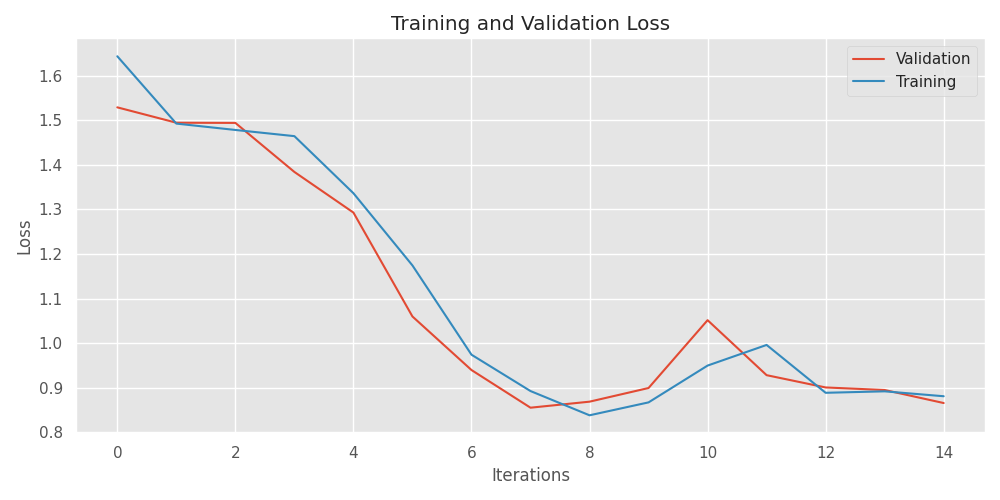 Training and Validation Loss
Validation
Training
1.6
1.5
1.4
1.3
1.2
1.1
1.0
0.9
0.8
Loss
0 2 4 6 8 10 12 14
Iterations